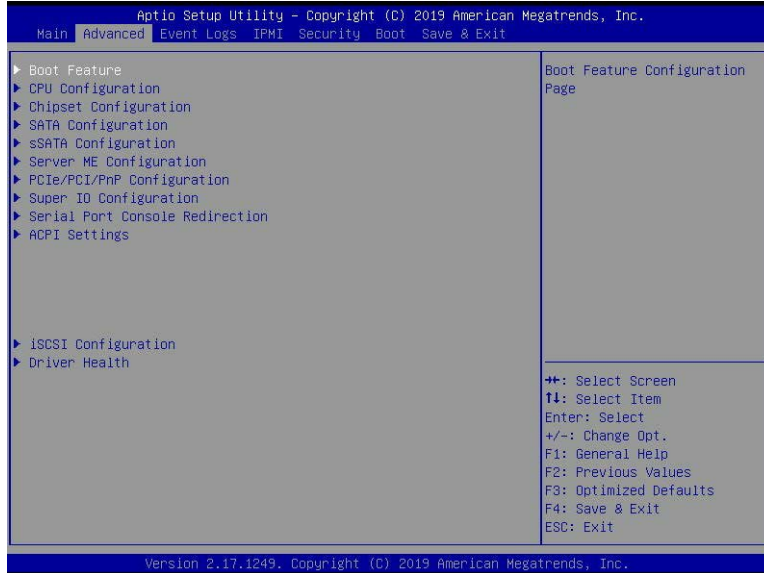 Aptio Setup Utility – Copyright (C) 2019 American Megatrends, Inc.
Main Advanced Event Logs IPMI Security Boot Save & Exit
▶ Boot Feature
▶ CPU Configuration
▶ Chipset Configuration
▶ SATA Configuration
▶ sSATA Configuration
▶ Server ME Configuration
▶ PCIe/PCI/PnP Configuration
▶ Super IO Configuration
▶ Serial Port Console Redirection
▶ ACPI Settings
▶ iSCSI Configuration
▶ Driver Health
Boot Feature Configuration
Page
→←: Select Screen
↑↓: Select Item
Enter: Select
+/-: Change Opt.
F1: General Help
F2: Previous Values
F3: Optimized Defaults
F4: Save & Exit
ESC: Exit
Version 2.17.1249. Copyright (C) 2019 American Megatrends, Inc.